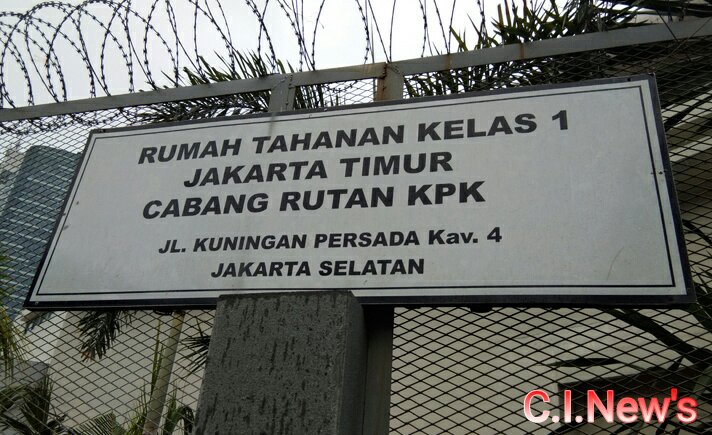 RUMAH TAHANAN KELAS 1
JAKARTA TIMUR
CABANG RUTAN KPK
JL. KUNINGAN PERSADA Kav. 4
JAKARTA SELATAN
C.I.New's